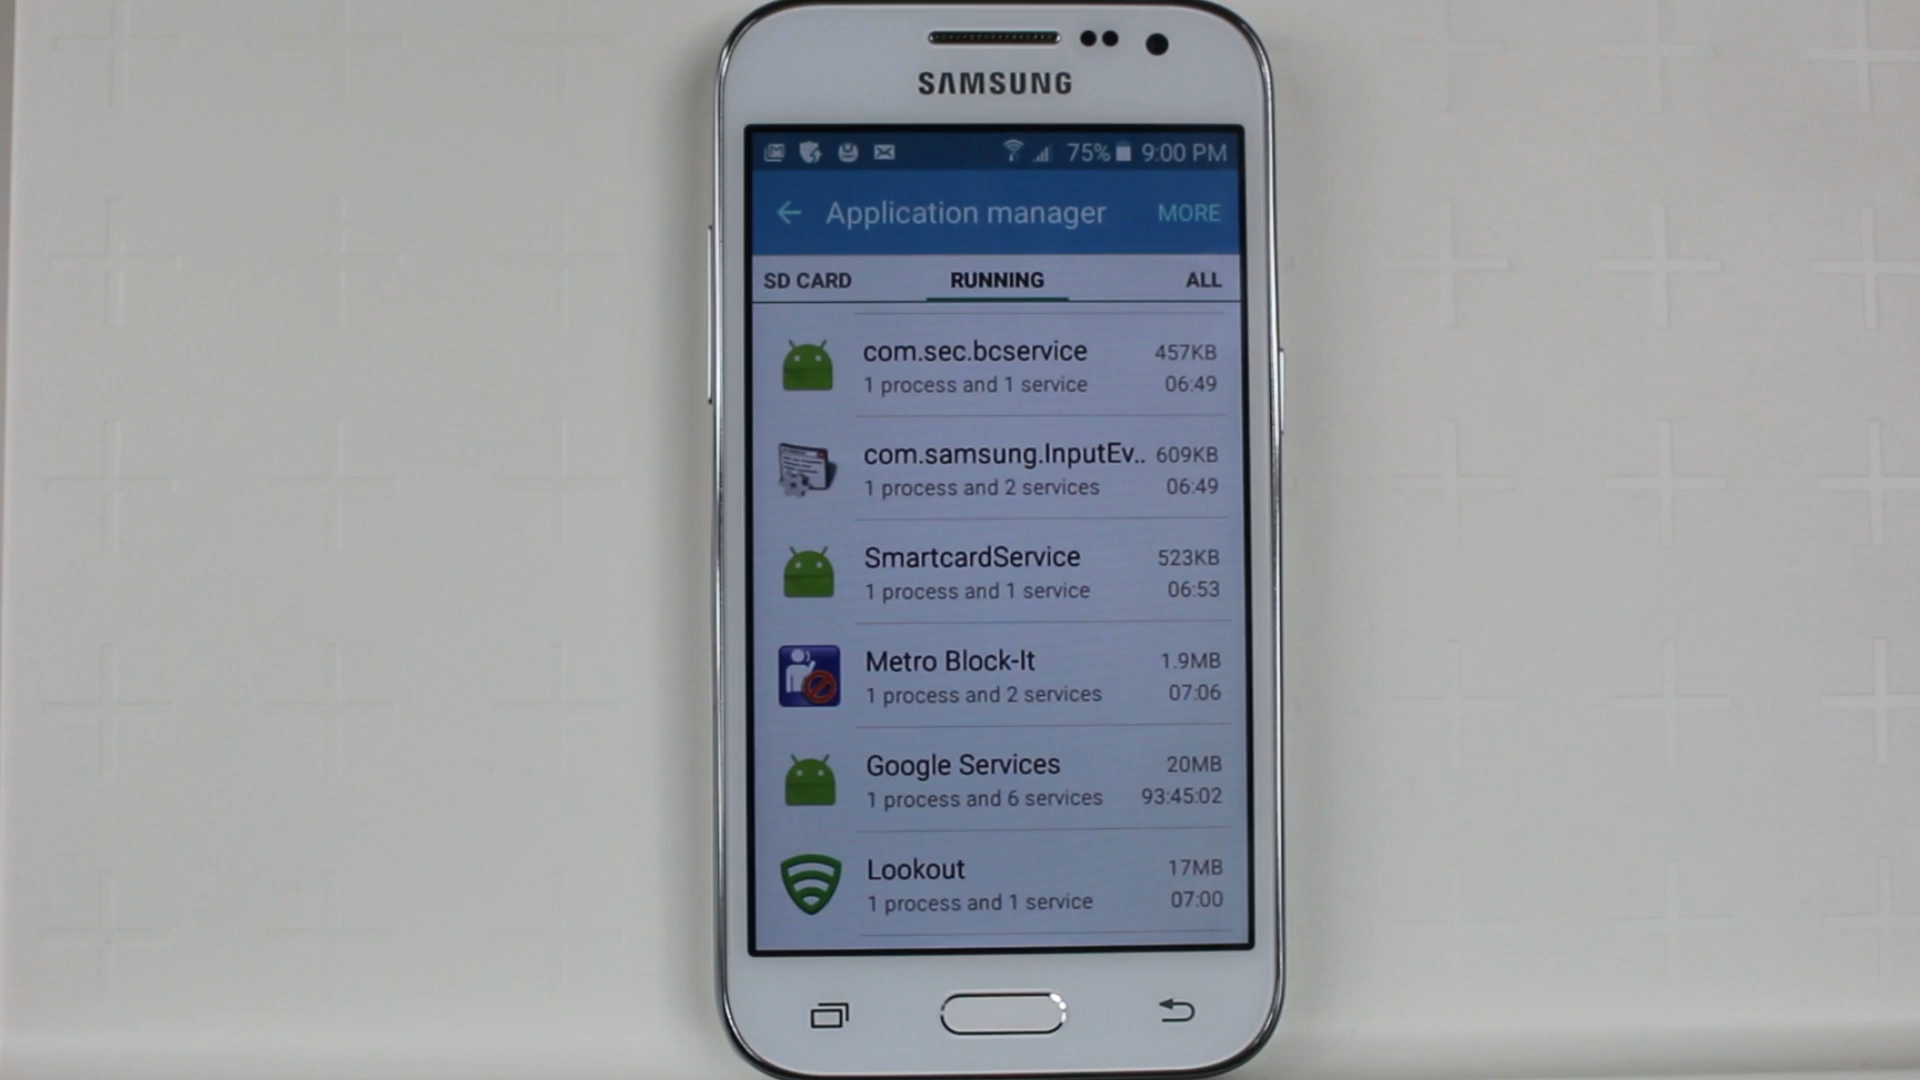 SAMSUNG
75% 9:00 PM
Application manager MORE
SD CARD RUNNING ALL
com.sec.bcservice 457KB
1 process and 1 service 06:49
com.samsung.InputEv.. 609KB
1 process and 2 services 06:49
SmartcardService 523KB
1 process and 1 service 06:53
Metro Block-It 1.9MB
1 process and 2 services 07:06
Google Services 20MB
1 process and 6 services 93:45:02
Lookout 17MB
1 process and 1 service 07:00